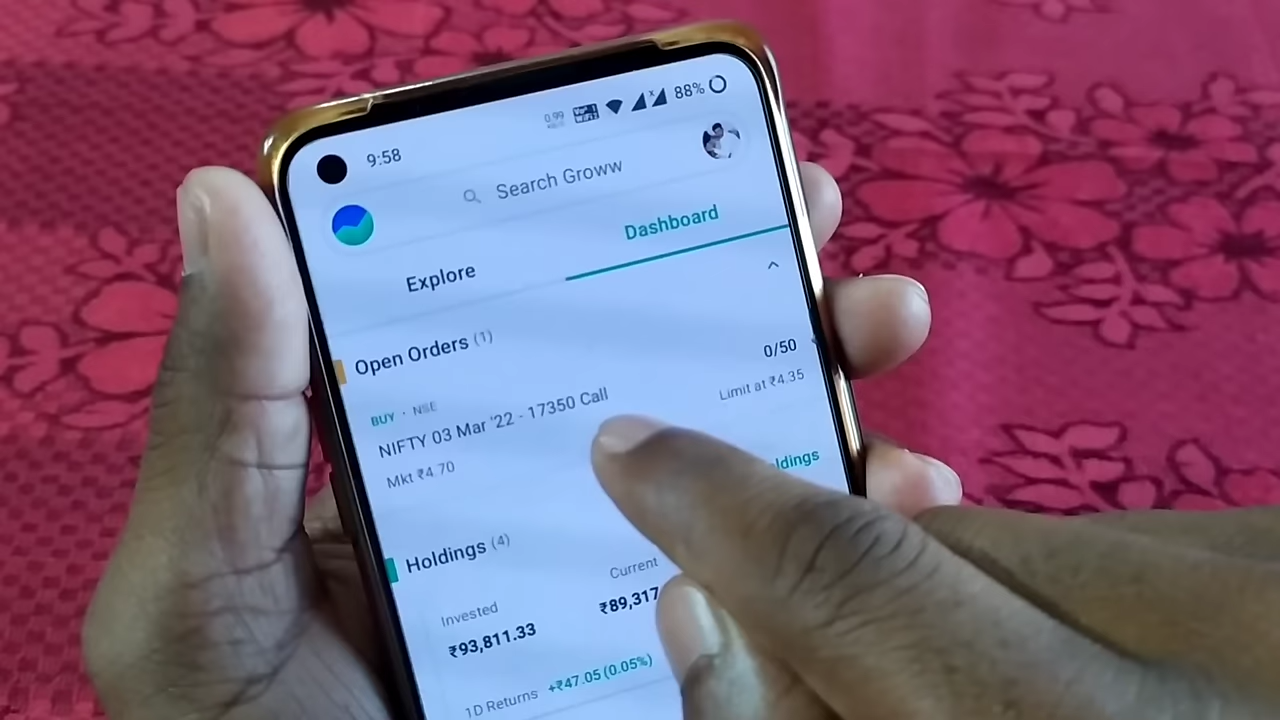 9:58
0.99
88%
Search Groww
Explore
Dashboard
Open Orders (1)
BUY · NSE
0/50
NIFTY 03 Mar '22 - 17350 Call
Limit at ₹4.35
Mkt ₹4.70
Holdings (4)
Invested
Current
₹93,811.33
₹89,317
1D Returns +₹47.05 (0.05%)